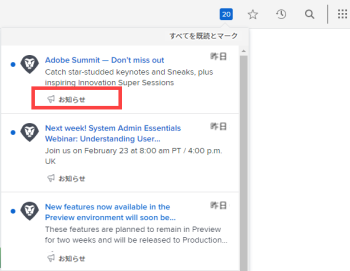 20
すべてを既読とマーク
Adobe Summit — Don't miss out
昨日
Catch star-studded keynotes and Sneaks, plus
inspiring Innovation Super Sessions
お知らせ
Next week! System Admin Essentials
昨日
Webinar: Understanding User...
Join us on February 23 at 8:00 am PT / 4:00 p.m.
UK
お知らせ
New features now available in the
昨日
Preview environment will soon be...
These features are planned to remain in Preview
for two weeks and will be released to Production...
お知らせ